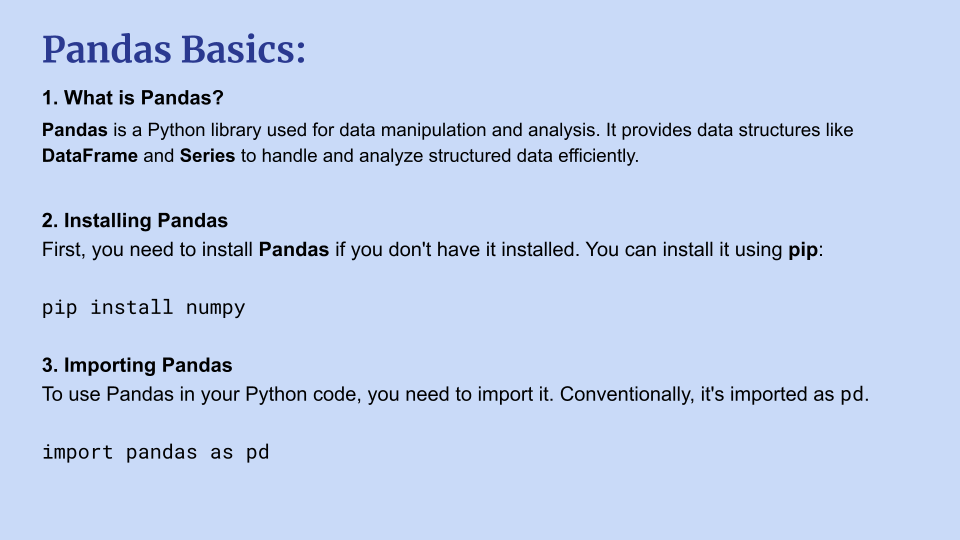 Pandas Basics:
1. What is Pandas?
Pandas is a Python library used for data manipulation and analysis. It provides data structures like
DataFrame and Series to handle and analyze structured data efficiently.
2. Installing Pandas
First, you need to install Pandas if you don't have it installed. You can install it using pip:
pip install numpy
3. Importing Pandas
To use Pandas in your Python code, you need to import it. Conventionally, it's imported as pd.
import pandas as pd